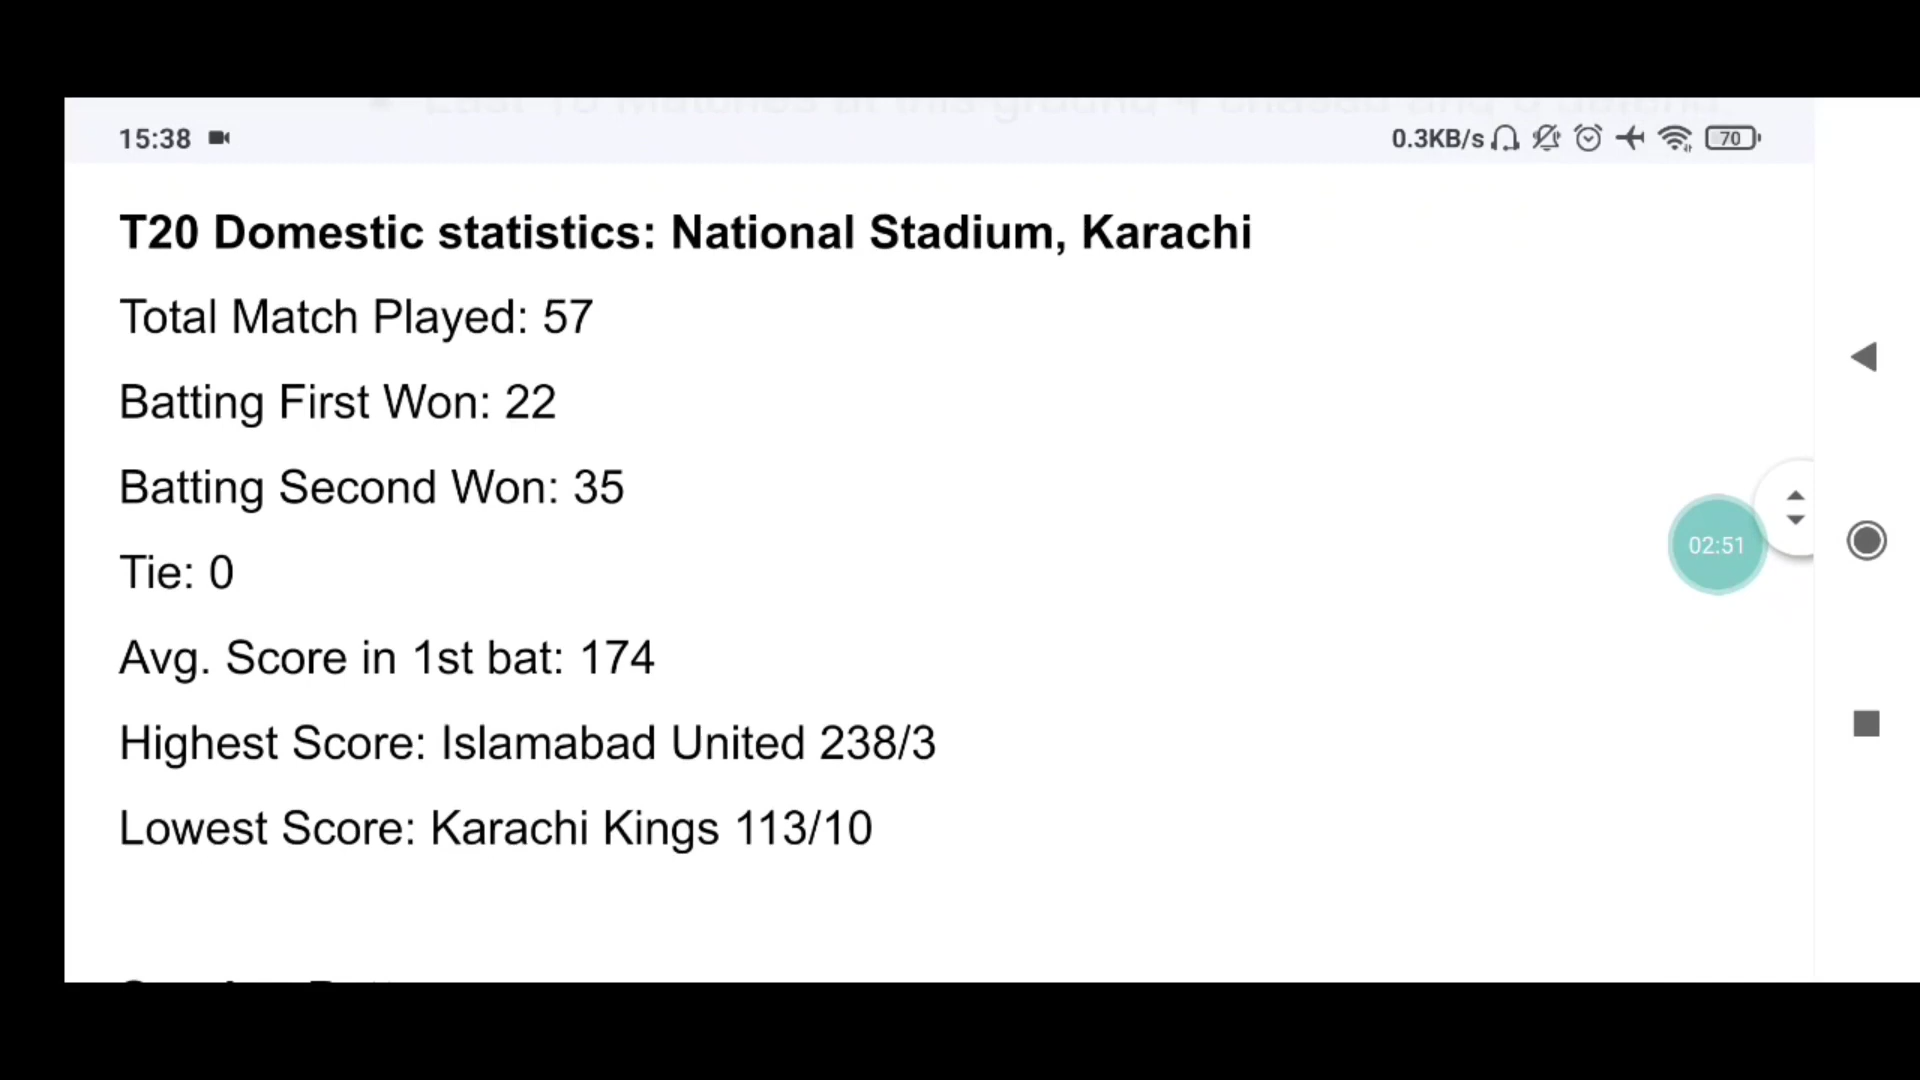 15:38 0.3KB/s 70
T20 Domestic statistics: National Stadium, Karachi
Total Match Played: 57
Batting First Won: 22
Batting Second Won: 35
Tie: 0
02:51
Avg. Score in 1st bat: 174
Highest Score: Islamabad United 238/3
Lowest Score: Karachi Kings 113/10